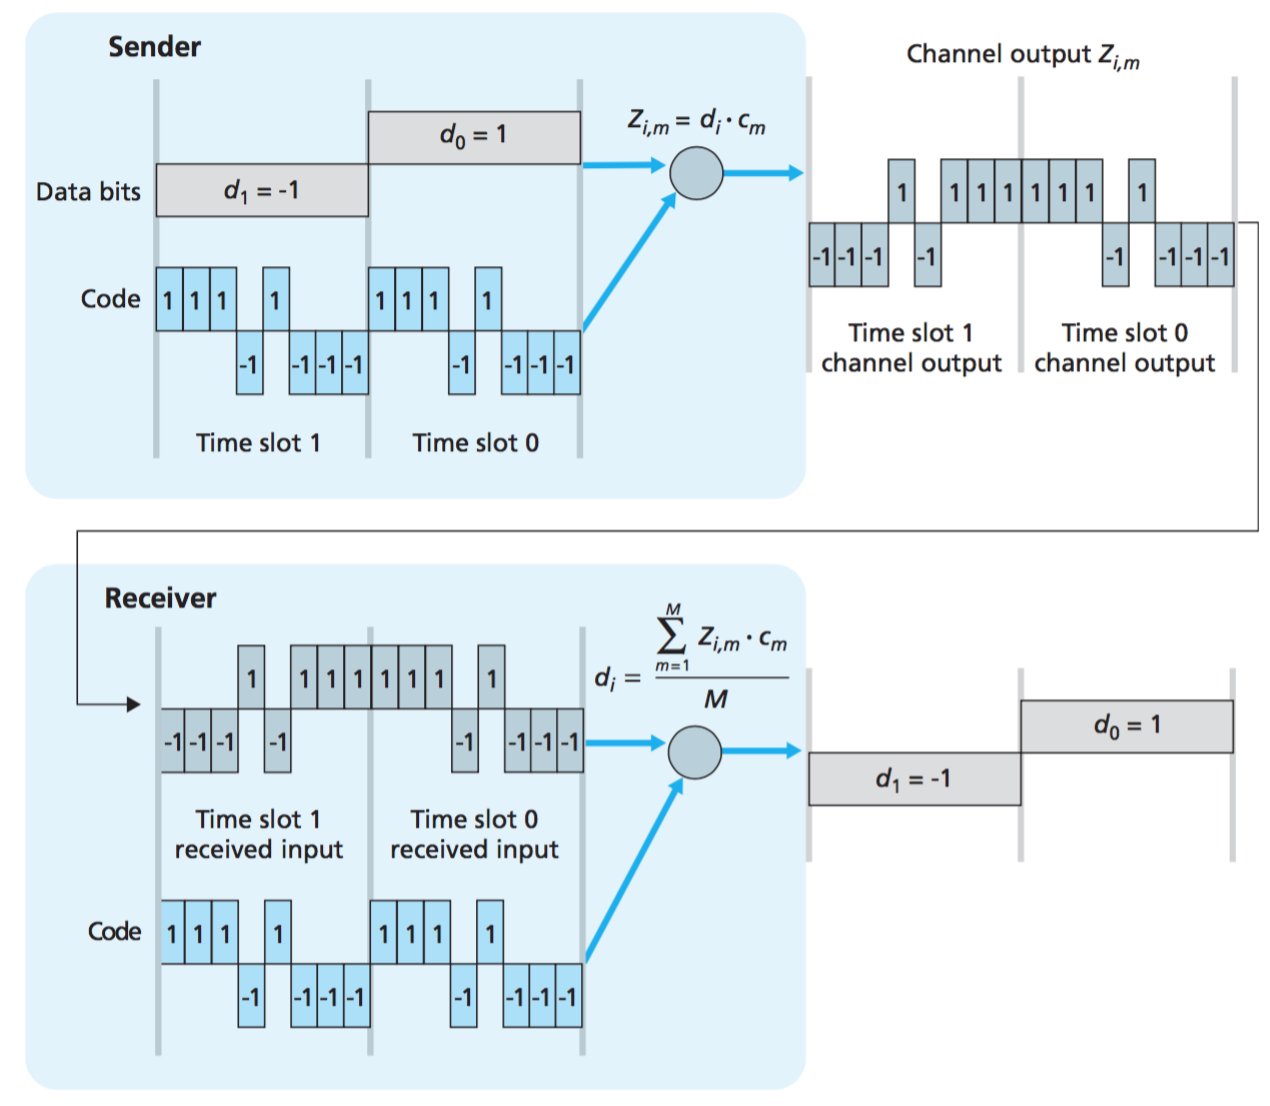 Sender
Channel output Z_{i,m}
d_0 = 1
Z_{i,m} = d_i · c_m
Data bits
d_1 = -1
1 1 1 1 1 1 1 1
-1 -1 -1 -1 -1 -1 -1 -1
Code
1 1 1 1 1 1 1 1
-1 -1 -1 -1 -1 -1 -1 -1
Time slot 1 channel output
Time slot 0 channel output
Time slot 1
Time slot 0
Receiver
d_i = \frac{\sum_{m=1}^{M} Z_{i,m} · c_m}{M}
1 1 1 1 1 1 1 1
-1 -1 -1 -1 -1 -1 -1 -1
d_0 = 1
d_1 = -1
Time slot 1 received input
Time slot 0 received input
Code
1 1 1 1 1 1 1 1
-1 -1 -1 -1 -1 -1 -1 -1